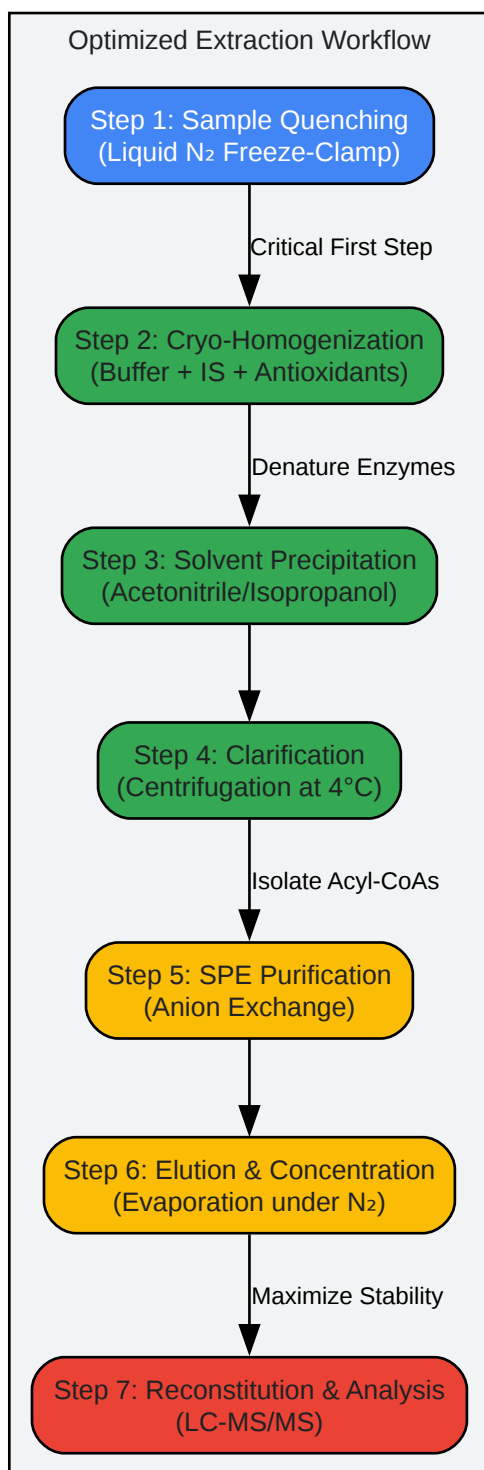 Optimized Extraction Workflow
Step 1: Sample Quenching
(Liquid N₂ Freeze-Clamp)
Critical First Step
Step 2: Cryo-Homogenization
(Buffer + IS + Antioxidants)
Denature Enzymes
Step 3: Solvent Precipitation
(Acetonitrile/Isopropanol)
Step 4: Clarification
(Centrifugation at 4°C)
Isolate Acyl-CoAs
Step 5: SPE Purification
(Anion Exchange)
Step 6: Elution & Concentration
(Evaporation under N₂)
Maximize Stability
Step 7: Reconstitution & Analysis
(LC-MS/MS)